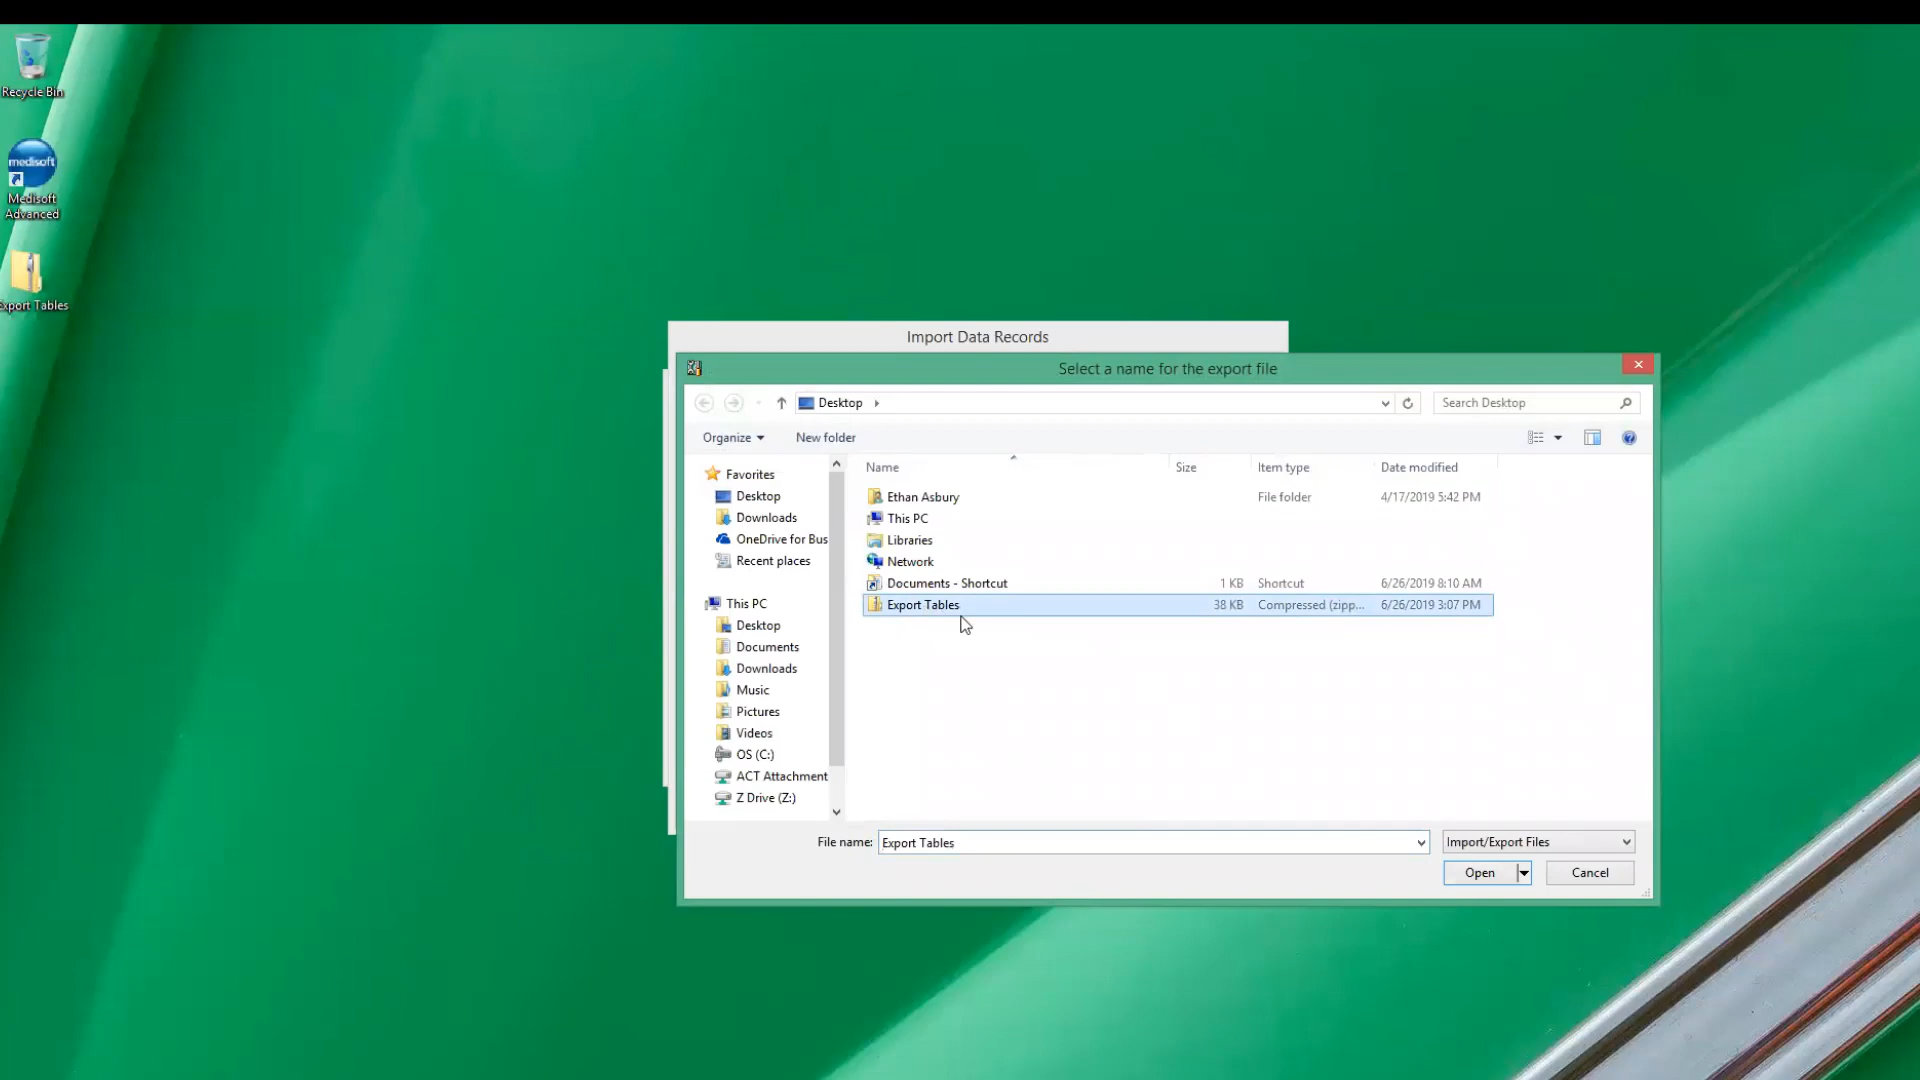 Recycle Bin
medisoft
Medisoft
Advanced
Export Tables
Import Data Records
Select a name for the export file
Desktop
Search Desktop
Organize
New folder
Favorites
Desktop
Downloads
OneDrive for Bus
Recent places
This PC
Desktop
Documents
Downloads
Music
Pictures
Videos
OS (C:)
ACT Attachment
Z Drive (Z:)
Name Size Item type Date modified
Ethan Asbury File folder 4/17/2019 5:42 PM
This PC
Libraries
Network
Documents - Shortcut 1 KB Shortcut 6/26/2019 8:10 AM
Export Tables 38 KB Compressed (zipp... 6/26/2019 3:07 PM
File name: Export Tables Import/Export Files
Open Cancel